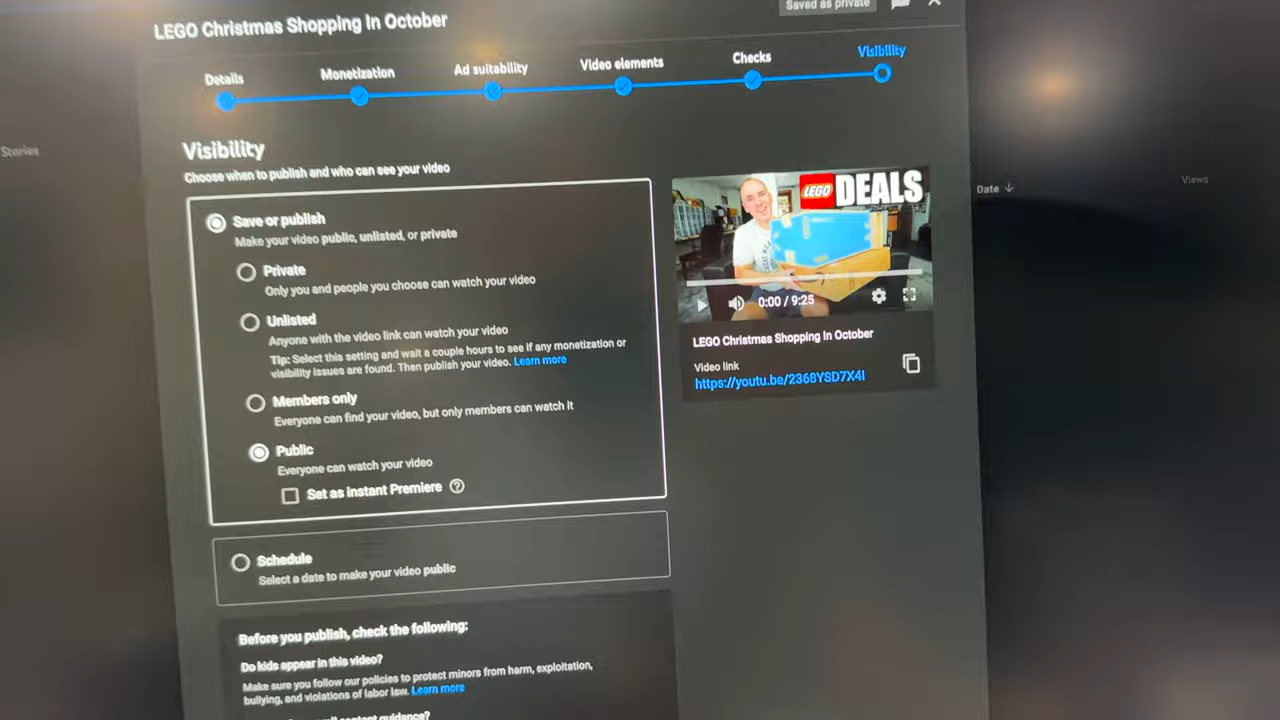 LEGO Christmas Shopping In October
Saved as private
Details
Monetization
Ad suitability
Video elements
Checks
Visibility
Stories
Visibility
Choose when to publish and who can see your video
Date ↓
Views
Save or publish
Make your video public, unlisted, or private
Private
Only you and people you choose can watch your video
Unlisted
Anyone with the video link can watch your video
Tip: Select this setting and wait a couple hours to see if any monetization or
visibility issues are found. Then publish your video. Learn more
Members only
Everyone can find your video, but only members can watch it
Public
Everyone can watch your video
Set as instant Premiere
LEGO DEALS
0:00 / 9:25
LEGO Christmas Shopping In October
Video link
https://youtu.be/2368YSD7X4I
Schedule
Select a date to make your video public
Before you publish, check the following:
Do kids appear in this video?
Make sure you follow our policies to protect minors from harm, exploitation,
bullying, and violations of labor law. Learn more
content guidance?